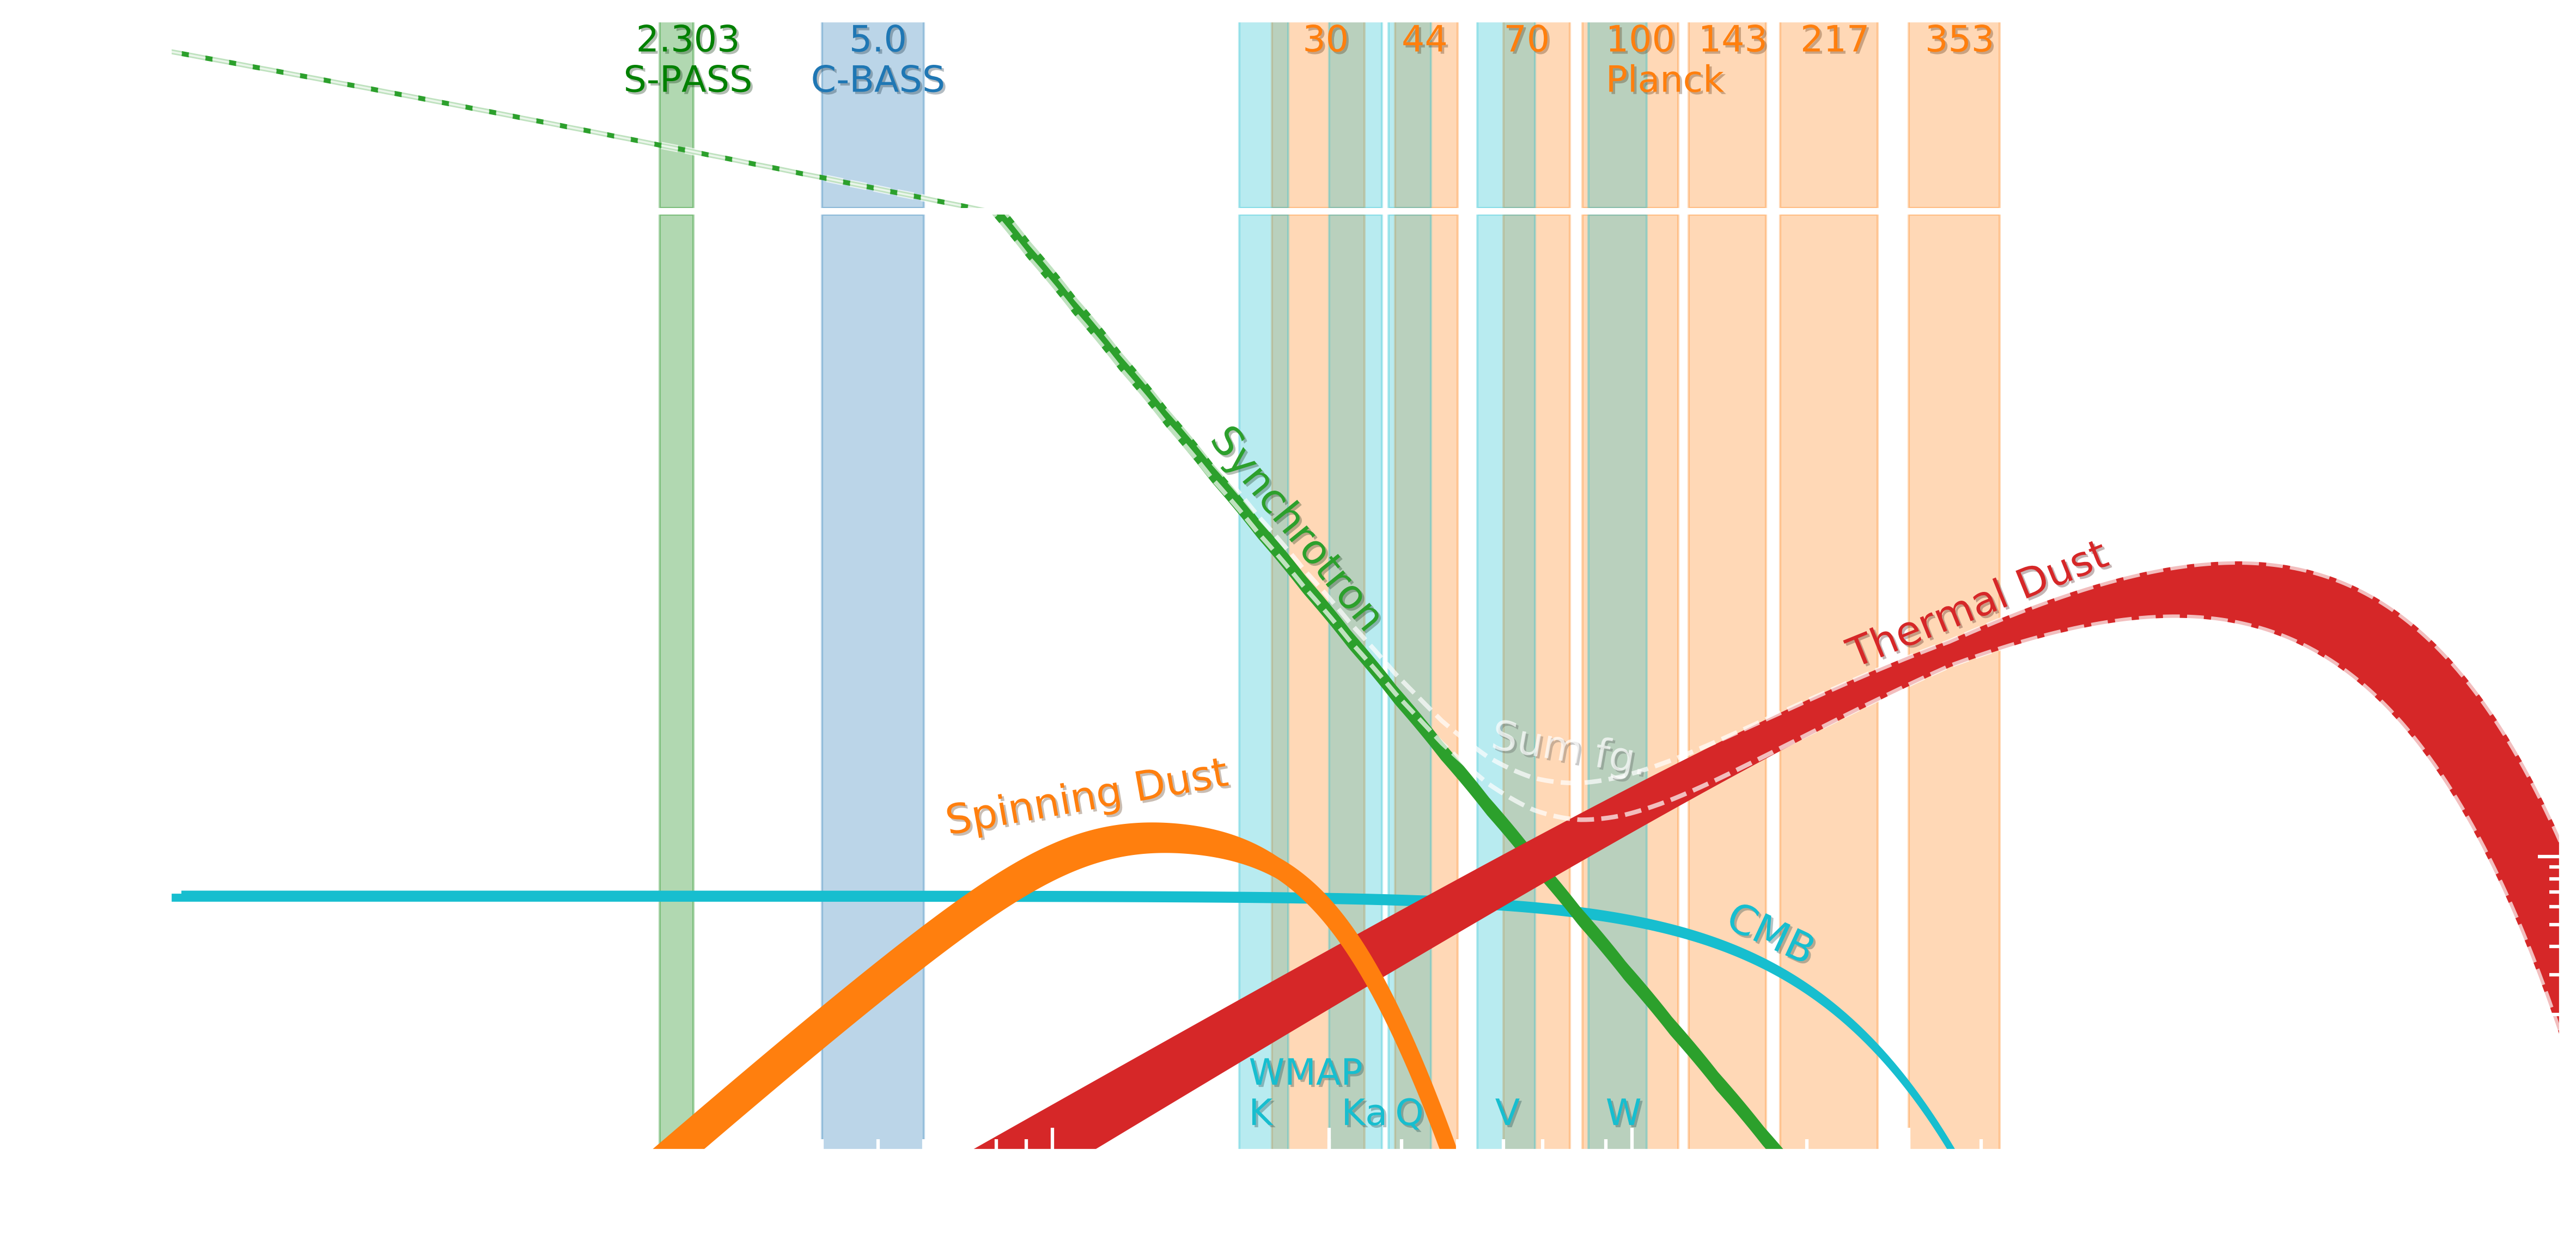 2.303
S-PASS
5.0
C-BASS
30 44 70 100 143 217 353
Planck
Synchrotron
Thermal Dust
Sum fg.
Spinning Dust
CMB
WMAP
K Ka Q V W